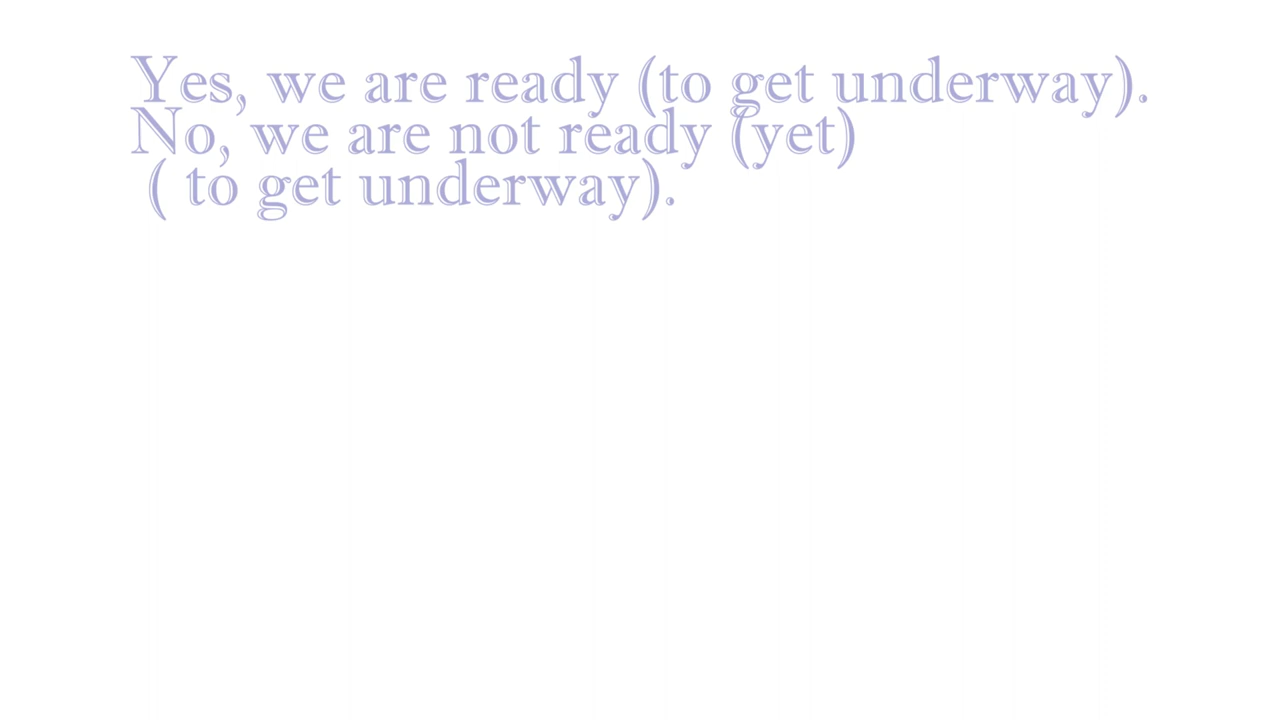 Yes, we are ready (to get underway).
No, we are not ready (yet)
( to get underway).